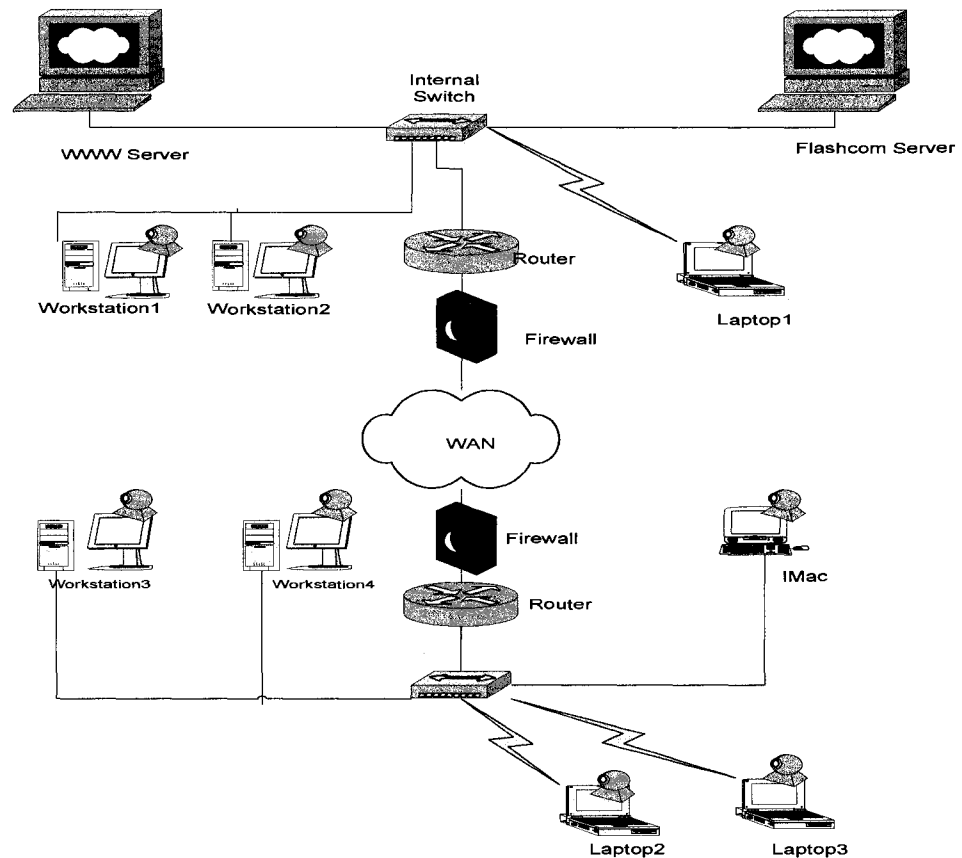 Internal
Switch
WWW Server
Flashcom Server
Router
Workstation1
Workstation2
Laptop1
Firewall
WAN
Firewall
Workstation3
Workstation4
IMac
Router
Laptop2
Laptop3